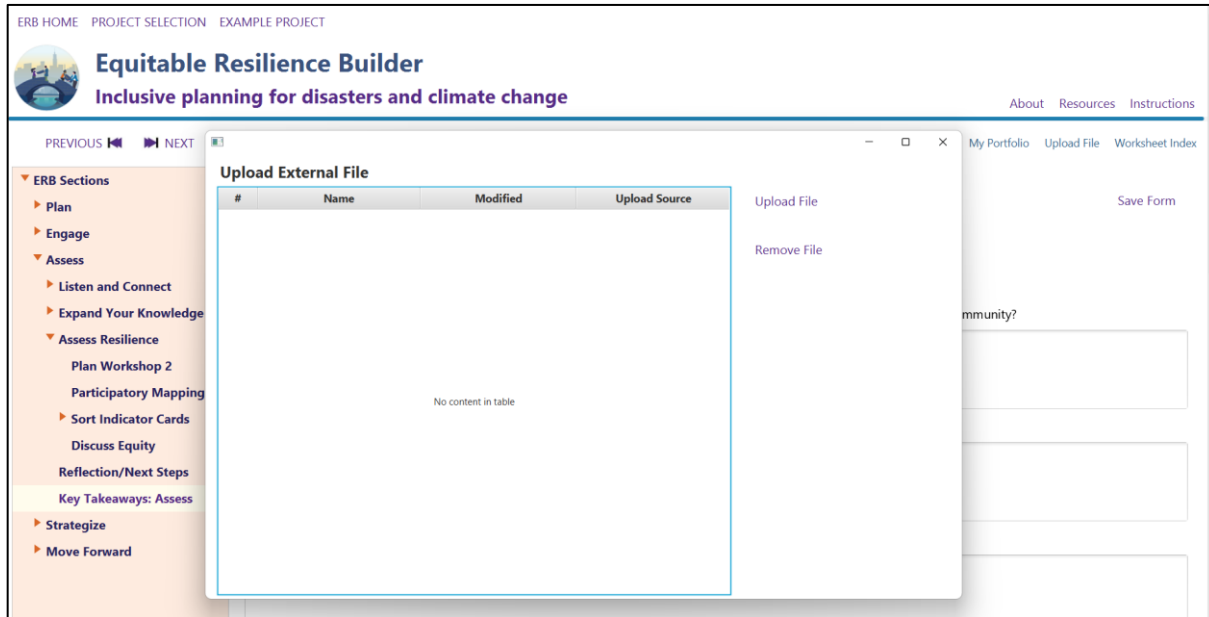 ERB HOME PROJECT SELECTION EXAMPLE PROJECT
Equitable Resilience Builder
Inclusive planning for disasters and climate change
About Resources Instructions
PREVIOUS NEXT
My Portfolio Upload File Worksheet Index
ERB Sections
Plan
Engage
Assess
Listen and Connect
Expand Your Knowledge
Assess Resilience
Plan Workshop 2
Participatory Mapping
Sort Indicator Cards
Discuss Equity
Reflection/Next Steps
Key Takeaways: Assess
Strategize
Move Forward
Upload External File
# Name Modified Upload Source
No content in table
Upload File
Remove File
Save Form
mmunity?